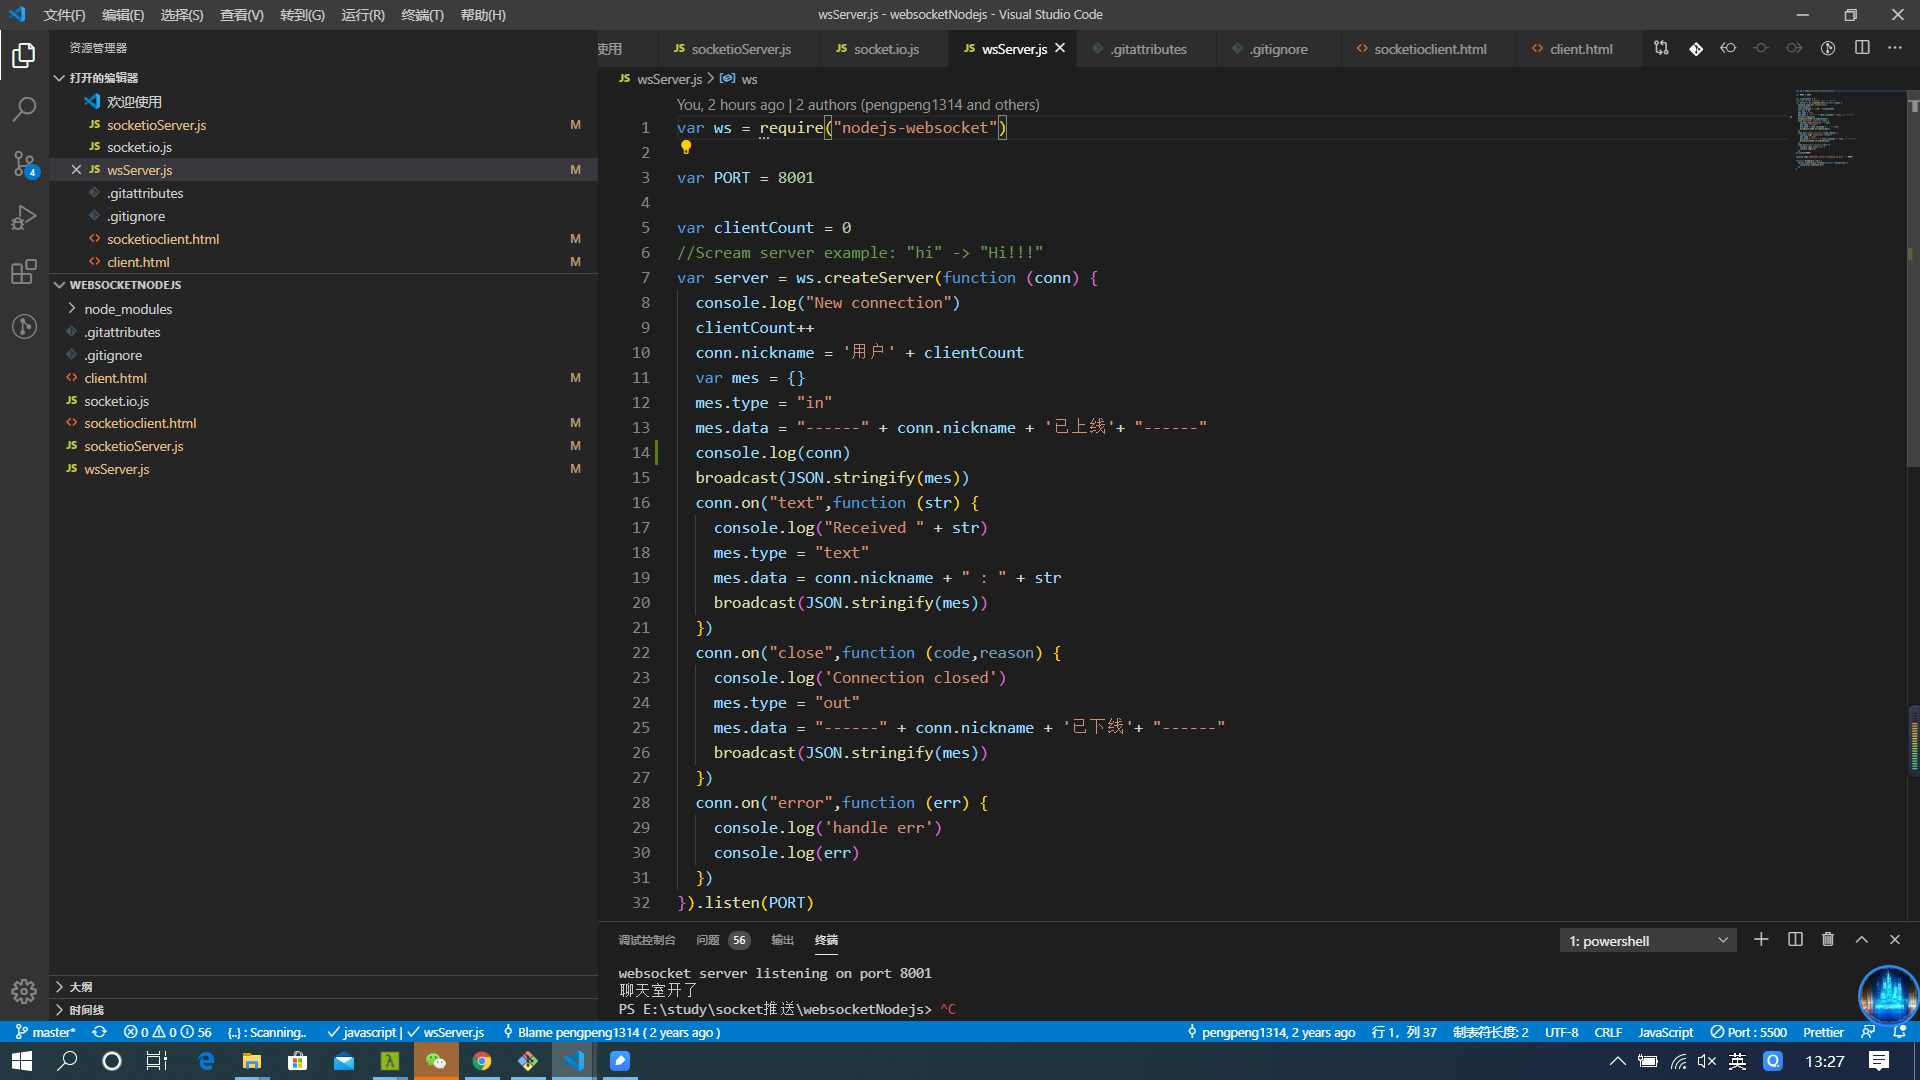 文件(F) 编辑(E) 选择(S) 查看(V) 转到(G) 运行(R) 终端(T) 帮助(H)
wsServer.js - websocketNodejs - Visual Studio Code
资源管理器
打开的编辑器
欢迎使用
JS socketioServer.js M
JS socket.io.js
JS wsServer.js M
.gitattributes
.gitignore
socketioclient.html M
client.html M
4
WEBSOCKETNODEJS
node_modules
.gitattributes
.gitignore
client.html M
JS socket.io.js
socketioclient.html M
JS socketioServer.js M
JS wsServer.js M
大纲
时间线
使用 JS socketioServer.js JS socket.io.js JS wsServer.js .gitattributes .gitignore socketioclient.html client.html
JS wsServer.js > ws
You, 2 hours ago | 2 authors (pengpeng1314 and others)
1 var ws = require("nodejs-websocket")
2
3 var PORT = 8001
4
5 var clientCount = 0
6 //Scream server example: "hi" -> "Hi!!!"
7 var server = ws.createServer(function (conn) {
8 console.log("New connection")
9 clientCount++
10 conn.nickname = '用户' + clientCount
11 var mes = {}
12 mes.type = "in"
13 mes.data = "------" + conn.nickname + '已上线'+ "------"
14 console.log(conn)
15 broadcast(JSON.stringify(mes))
16 conn.on("text",function (str) {
17 console.log("Received " + str)
18 mes.type = "text"
19 mes.data = conn.nickname + " : " + str
20 broadcast(JSON.stringify(mes))
21 })
22 conn.on("close",function (code,reason) {
23 console.log('Connection closed')
24 mes.type = "out"
25 mes.data = "------" + conn.nickname + '已下线'+ "------"
26 broadcast(JSON.stringify(mes))
27 })
28 conn.on("error",function (err) {
29 console.log('handle err')
30 console.log(err)
31 })
32 }).listen(PORT)
调试控制台 问题 56 输出 终端 1: powershell
websocket server listening on port 8001
聊天室开了
PS E:\study\socket推送\websocketNodejs> ^C
master* 0 0 56 {..} : Scanning.. javascript | wsServer.js Blame pengpeng1314 ( 2 years ago ) pengpeng1314, 2 years ago 行 1，列 37 制表符长度: 2 UTF-8 CRLF JavaScript Port : 5500 Prettier
英 13:27